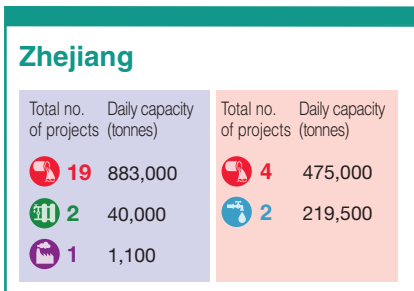 Zhejiang
Total no. Daily capacity
of projects (tonnes)
19 883,000
2 40,000
1 1,100
Total no. Daily capacity
of projects (tonnes)
4 475,000
2 219,500